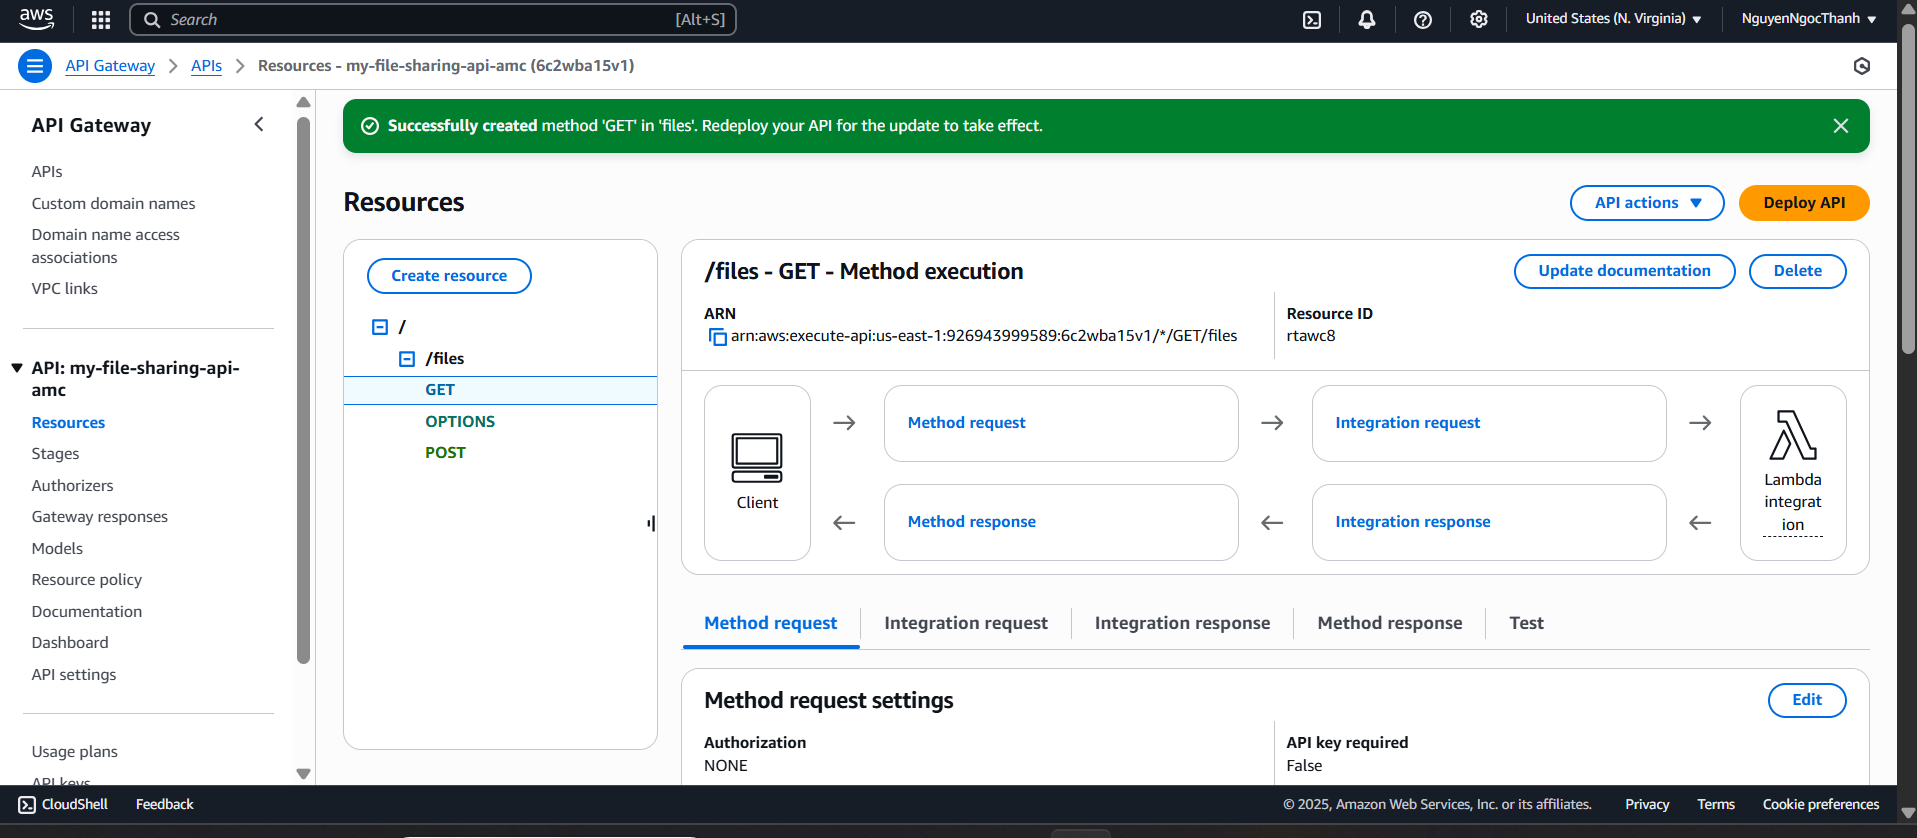 aws
Search
[Alt+S]
United States (N. Virginia)
NguyenNgocThanh
API Gateway
APIs
Resources - my-file-sharing-api-amc (6c2wba15v1)
API Gateway
APIs
Custom domain names
Domain name access
associations
VPC links
API: my-file-sharing-api-
amc
Resources
Stages
Authorizers
Gateway responses
Models
Resource policy
Documentation
Dashboard
API settings
Usage plans
API keys
Successfully created method 'GET' in 'files'. Redeploy your API for the update to take effect.
Resources
API actions
Deploy API
Create resource
/
/files
GET
OPTIONS
POST
/files - GET - Method execution
Update documentation
Delete
ARN
arn:aws:execute-api:us-east-1:926943999589:6c2wba15v1/*/GET/files
Resource ID
rtawc8
Client
Method request
Integration request
Method response
Integration response
Lambda
integrat
ion
Method request
Integration request
Integration response
Method response
Test
Method request settings
Edit
Authorization
NONE
API key required
False
CloudShell
Feedback
© 2025, Amazon Web Services, Inc. or its affiliates.
Privacy
Terms
Cookie preferences